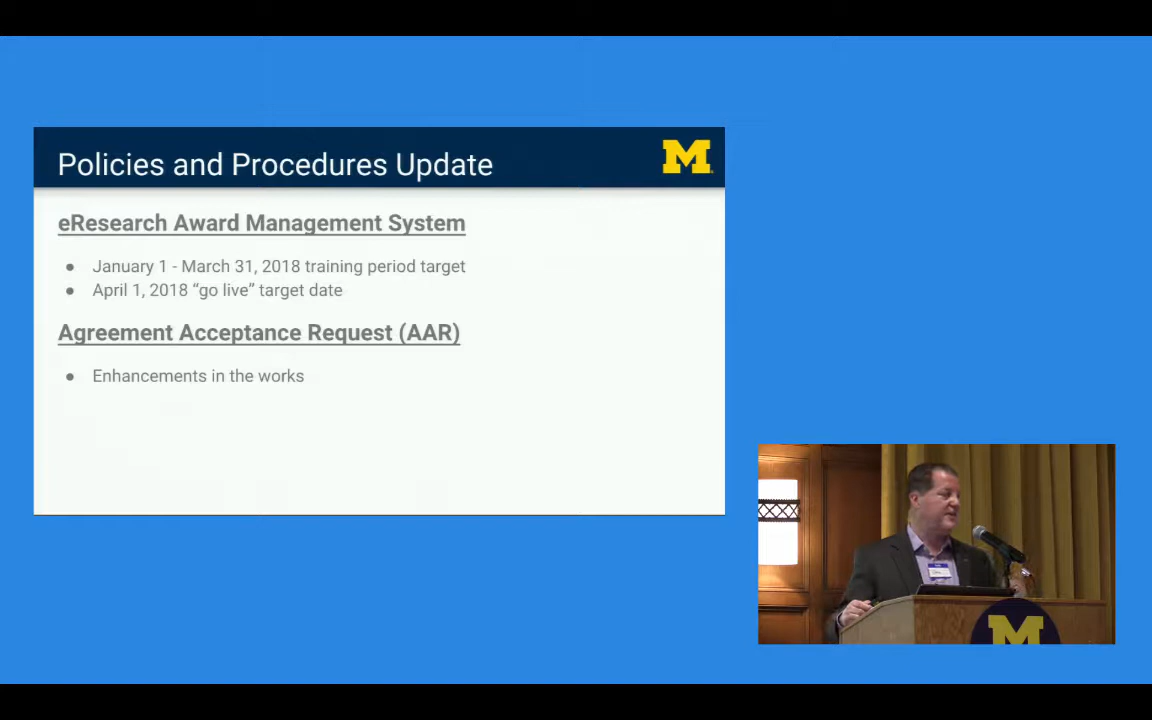 Policies and Procedures Update
M
eResearch Award Management System
● January 1 - March 31, 2018 training period target
● April 1, 2018 “go live” target date
Agreement Acceptance Request (AAR)
● Enhancements in the works
M